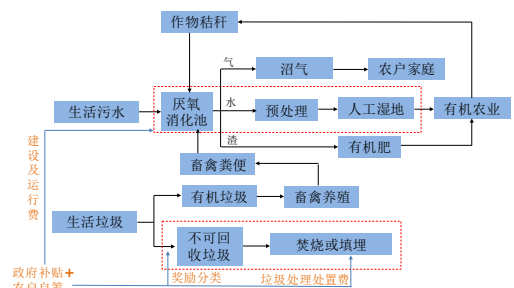 作物秸秆
气
沼气
农户家庭
生活污水
厌氧
消化池
水
预处理
人工湿地
有机农业
渣
有机肥
建设及运行费
畜禽粪便
有机垃圾
畜禽养殖
生活垃圾
不可回
收垃圾
焚烧或填埋
政府补贴+
农户自筹
奖励分类
垃圾处理处置费